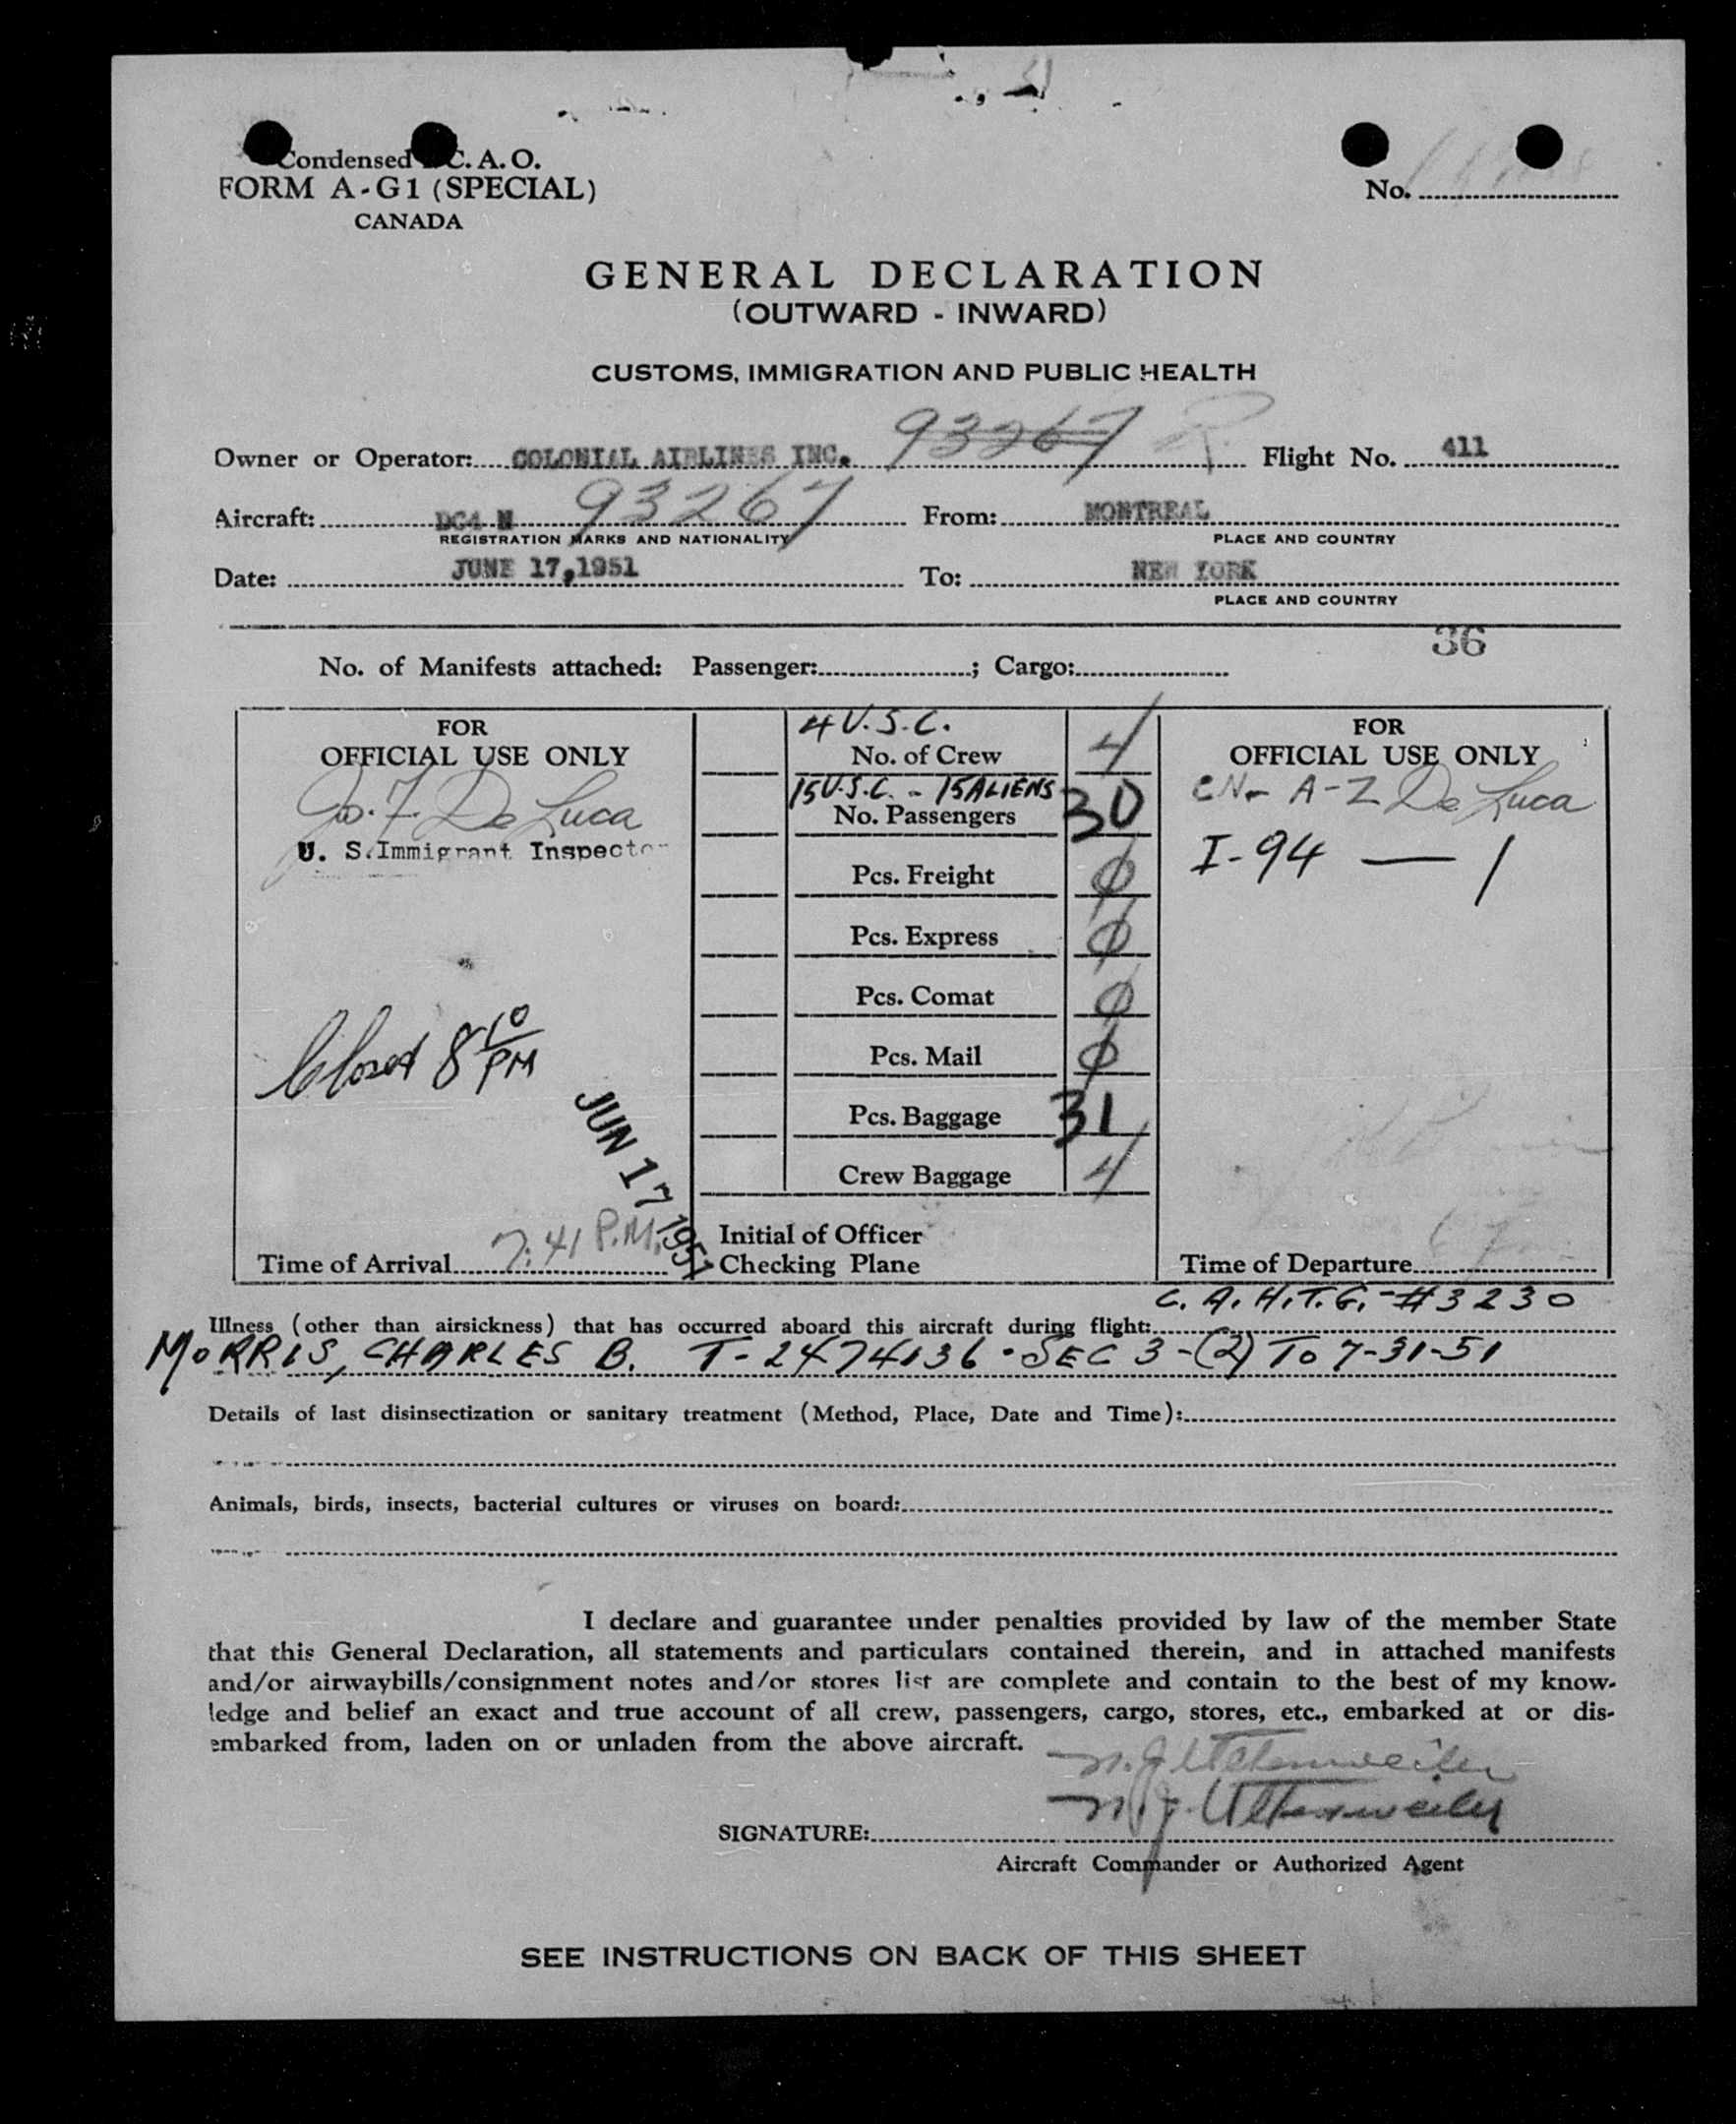 Condensed C. A. O.
FORM A-G1 (SPECIAL)
CANADA
No.
GENERAL DECLARATION
(OUTWARD - INWARD)
CUSTOMS, IMMIGRATION AND PUBLIC HEALTH
Owner or Operator: COLONIAL AIRLINES INC. 93267 Flight No. 411
Aircraft: DC4 N 93267 From: MONTREAL
REGISTRATION MARKS AND NATIONALITY PLACE AND COUNTRY
Date: JUNE 17,1951 To: NEW YORK
PLACE AND COUNTRY
36
No. of Manifests attached: Passenger: ; Cargo:
FOR
OFFICIAL USE ONLY
Jo. F. De Luca
U. S. Immigrant Inspector
Closed 8 10 PM
JUN 17 1951
Time of Arrival 7:41 P.M.
4 U.S.C.
No. of Crew 4
15 U.S.C. - 15 ALIENS
No. Passengers 30
Pcs. Freight 0
Pcs. Express 0
Pcs. Comat 0
Pcs. Mail 0
Pcs. Baggage 31
Crew Baggage 4
Initial of Officer
Checking Plane
FOR
OFFICIAL USE ONLY
A-Z De Luca
I-94 — 1
Time of Departure
C. A. H. T. G. - #3230
Illness (other than airsickness) that has occurred aboard this aircraft during flight:
MORRIS, CHARLES B. T-2474136 - SEC 3-(2) TO 7-31-51
Details of last disinsectization or sanitary treatment (Method, Place, Date and Time):
Animals, birds, insects, bacterial cultures or viruses on board:
I declare and guarantee under penalties provided by law of the member State
that this General Declaration, all statements and particulars contained therein, and in attached manifests
and/or airwaybills/consignment notes and/or stores list are complete and contain to the best of my know-
ledge and belief an exact and true account of all crew, passengers, cargo, stores, etc., embarked at or dis-
embarked from, laden on or unladen from the above aircraft.
SIGNATURE:
Aircraft Commander or Authorized Agent
SEE INSTRUCTIONS ON BACK OF THIS SHEET